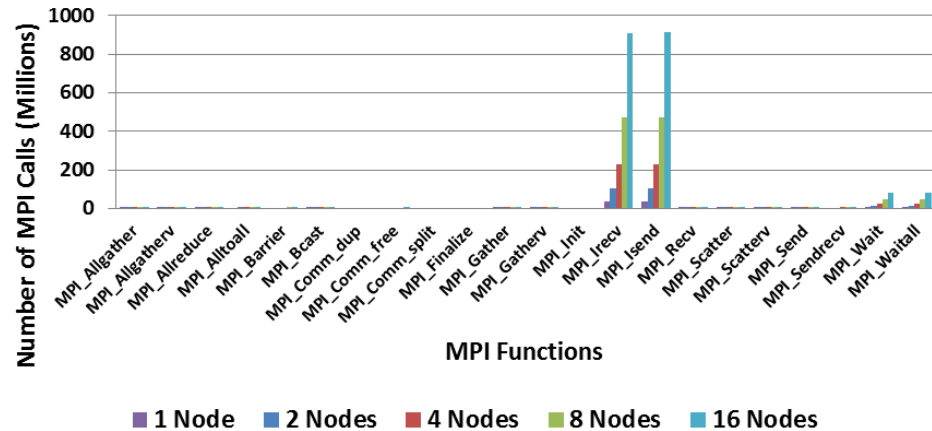 Number of MPI Calls (Millions)
1000
800
600
400
200
0
MPI_Allgather
MPI_Allgatherv
MPI_Allreduce
MPI_Alltoall
MPI_Barrier
MPI_Bcast
MPI_Comm_dup
MPI_Comm_free
MPI_Comm_split
MPI_Finalize
MPI_Gather
MPI_Gatherv
MPI_Init
MPI_Irecv
MPI_Isend
MPI_Recv
MPI_Scatter
MPI_Scatterv
MPI_Send
MPI_Sendrecv
MPI_Wait
MPI_Waitall
MPI Functions
1 Node 2 Nodes 4 Nodes 8 Nodes 16 Nodes